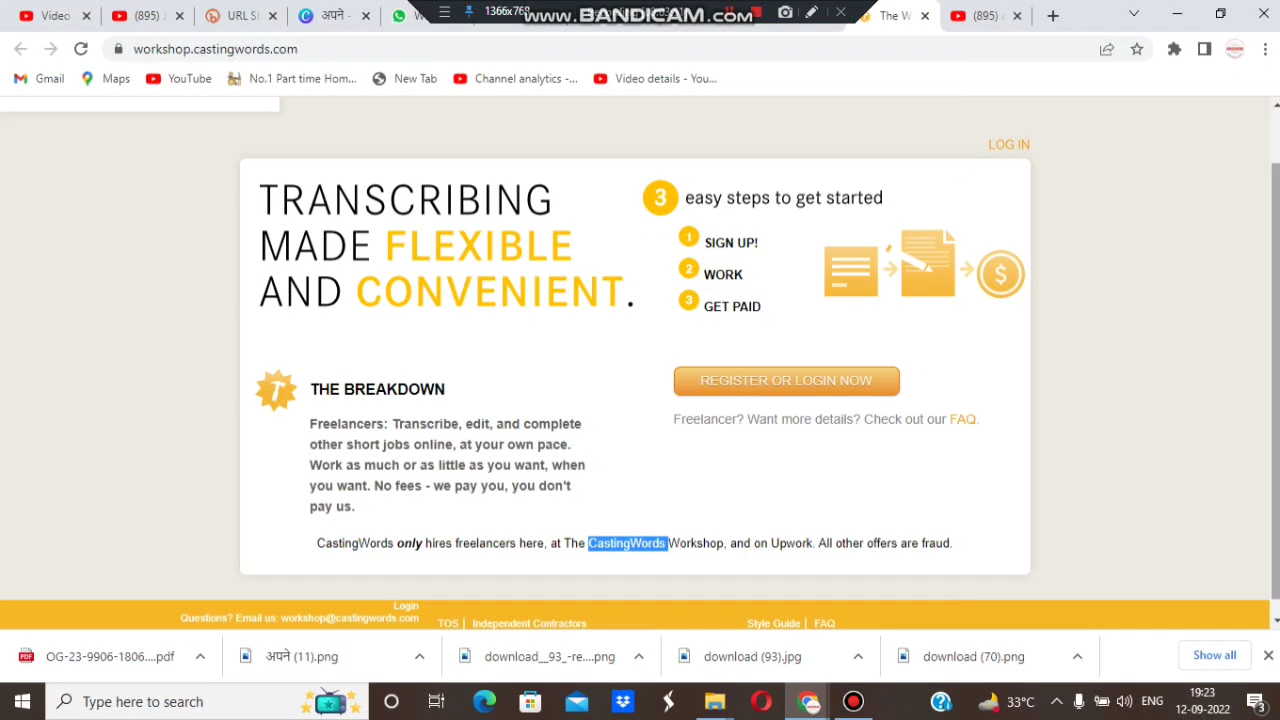 Video
(895)
URL S
अपने -
W
1366x768
www.BANDICAM.com
The W
(895)
workshop.castingwords.com
Gmail
Maps
YouTube
No.1 Part time Hom...
New Tab
Channel analytics -...
Video details - You...
LOG IN
TRANSCRIBING
MADE FLEXIBLE
AND CONVENIENT.
3 easy steps to get started
1 SIGN UP!
2 WORK
3 GET PAID
THE BREAKDOWN
Freelancers: Transcribe, edit, and complete
other short jobs online, at your own pace.
Work as much or as little as you want, when
you want. No fees - we pay you, you don't
pay us.
REGISTER OR LOGIN NOW
Freelancer? Want more details? Check out our FAQ.
CastingWords only hires freelancers here, at The CastingWords Workshop, and on Upwork. All other offers are fraud.
Login
Questions? Email us: workshop@castingwords.com
TOS | Independent Contractors
Style Guide | FAQ
OG-23-9906-1806....pdf
अपने (11).png
download__93_-re....png
download (93).jpg
download (70).png
Show all
Type here to search
33°C
ENG
19:23
12-09-2022
3